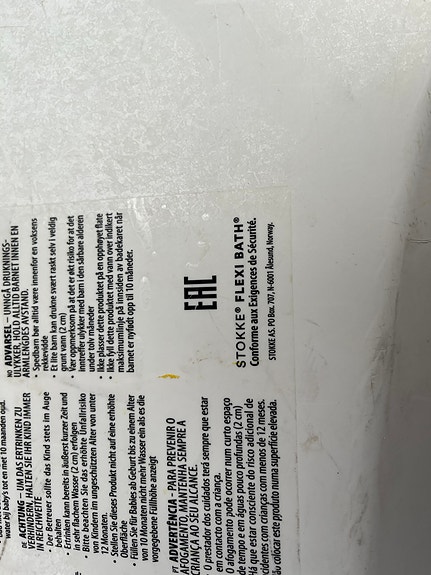 water bij baby's tot en met 10 maanden oud.
DE ACHTUNG – UM DAS ERTRINKEN ZU
VERHINDERN, HALTEN SIE IHR KIND IMMER
IN REICHWEITE
• Der Betreuer sollte das Kind stets im Auge
behalten
• Ertrinken kann bereits in äußerst kurzer Zeit und
in sehr flachem Wasser (2 cm) erfolgen
• Bitte beachten Sie das erhöhte Unfallrisiko
von Kindern im ungeschützten Alter von unter
12 Monaten.
• Stellen Sie dieses Produkt nicht auf eine erhöhte
Oberfläche
• Füllen Sie für Babies ab Geburt bis zu einem Alter
von 10 Monaten nicht mehr Wasser ein als es die
vorgegebene Füllhöhe anzeigt
PT ADVERTÊNCIA – PARA PREVENIR O
AFOGAMENTO, MANTENHA SEMPRE A
CRIANÇA AO SEU ALCANCE.
O prestador dos cuidados terá sempre que estar
em contacto com a criança.
O afogamento pode ocorrer num curto espaço
de tempo e em águas pouco profundas (2 cm)
Há que estar consciente do risco adicional de
cidentes com crianças com menos de 12 meses.
ão colocar este produto numa superfície elevada.
NO ADVARSEL – UNNGÅ DRUKNINGS-
ULYKKER, HOLD ALLTID BARNET INNEN EN
ARMLENGDES AVSTAND.
• Spedbarn bør alltid være innenfor en voksens
rekkevidde
• Et lite barn kan drukne svært raskt selv i veldig
grunt vann (2 cm)
• Vær oppmerksom på at det er økt risiko for at det
inntreffer ulykker med barn i den sårbare alderen
under tolv måneder
• Ikke plasser dette produktet på en opphøyet flate
• Ikke fyll dette produktet med vann over indikert
maksimumlinje på innsiden av badekaret når
barnet er nyfødt opp til 10 måneder.
EAC
STOKKE® FLEXI BATH®
Conforme aux Exigences de Sécurité.
STOKKE AS. PO Box. 707, N-6001 Ålesund, Norway.